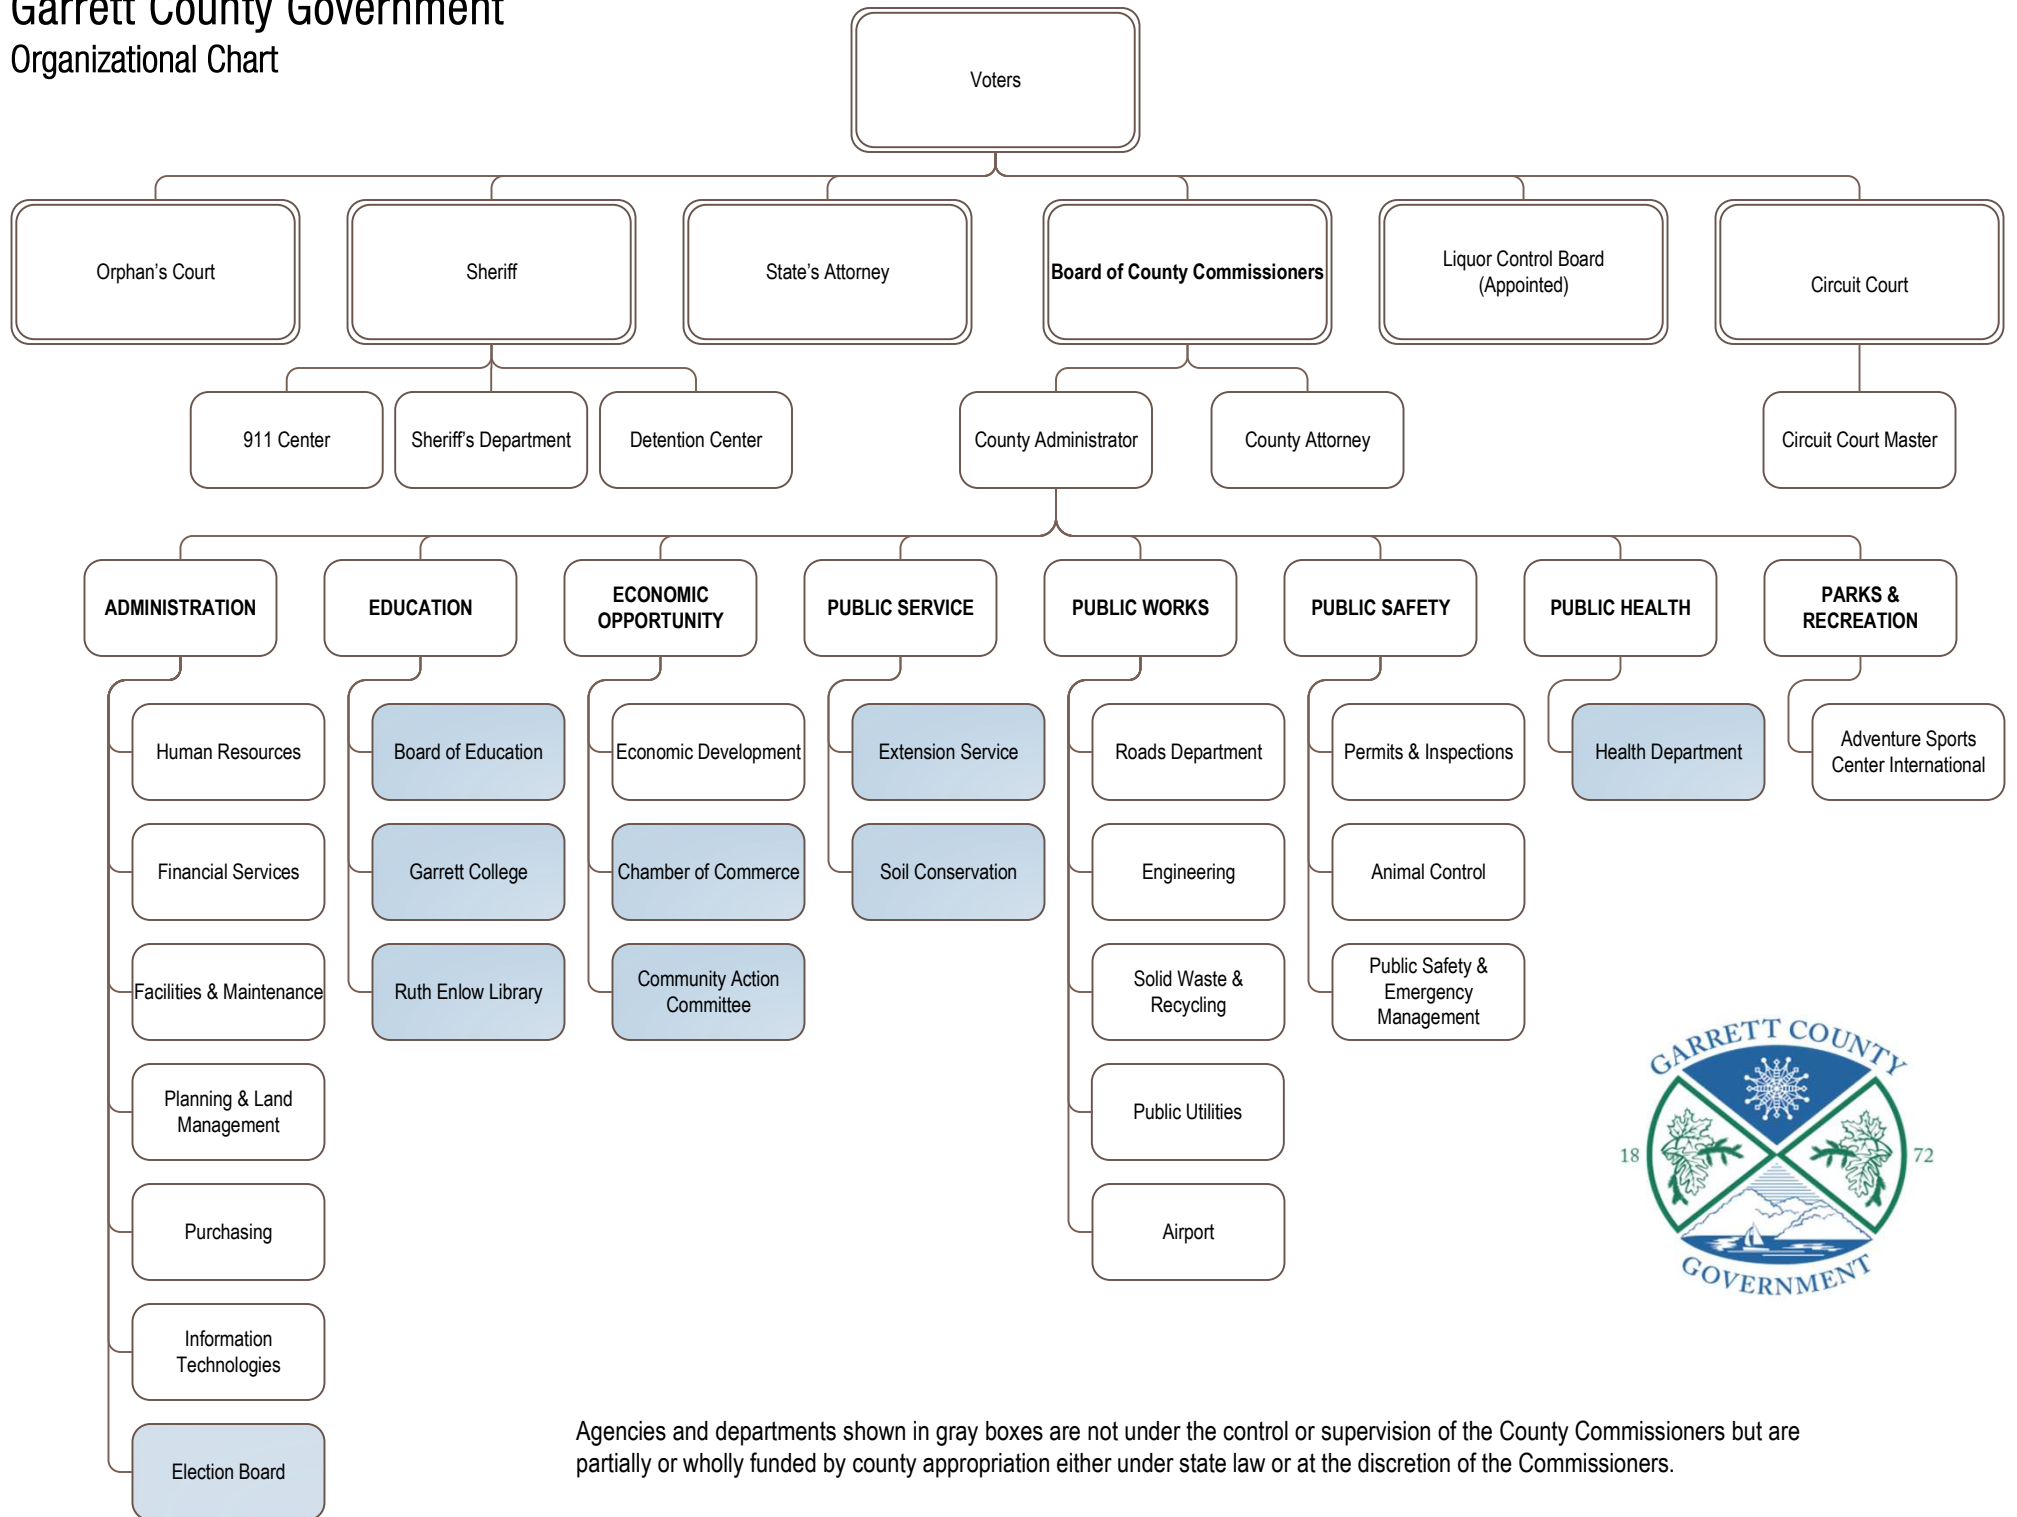 Garrett County Government
Organizational Chart
Voters
Orphan's Court
Sheriff
State's Attorney
Board of County Commissioners
Liquor Control Board
(Appointed)
Circuit Court
911 Center
Sheriff's Department
Detention Center
County Administrator
County Attorney
Circuit Court Master
ADMINISTRATION
EDUCATION
ECONOMIC
OPPORTUNITY
PUBLIC SERVICE
PUBLIC WORKS
PUBLIC SAFETY
PUBLIC HEALTH
PARKS &
RECREATION
Human Resources
Board of Education
Economic Development
Extension Service
Roads Department
Permits & Inspections
Health Department
Adventure Sports
Center International
Financial Services
Garrett College
Chamber of Commerce
Soil Conservation
Engineering
Animal Control
Facilities & Maintenance
Ruth Enlow Library
Community Action
Committee
Solid Waste &
Recycling
Public Safety &
Emergency
Management
Planning & Land
Management
Public Utilities
Purchasing
Airport
Information
Technologies
Election Board
GARRETT COUNTY
18 72
GOVERNMENT
Agencies and departments shown in gray boxes are not under the control or supervision of the County Commissioners but are
partially or wholly funded by county appropriation either under state law or at the discretion of the Commissioners.